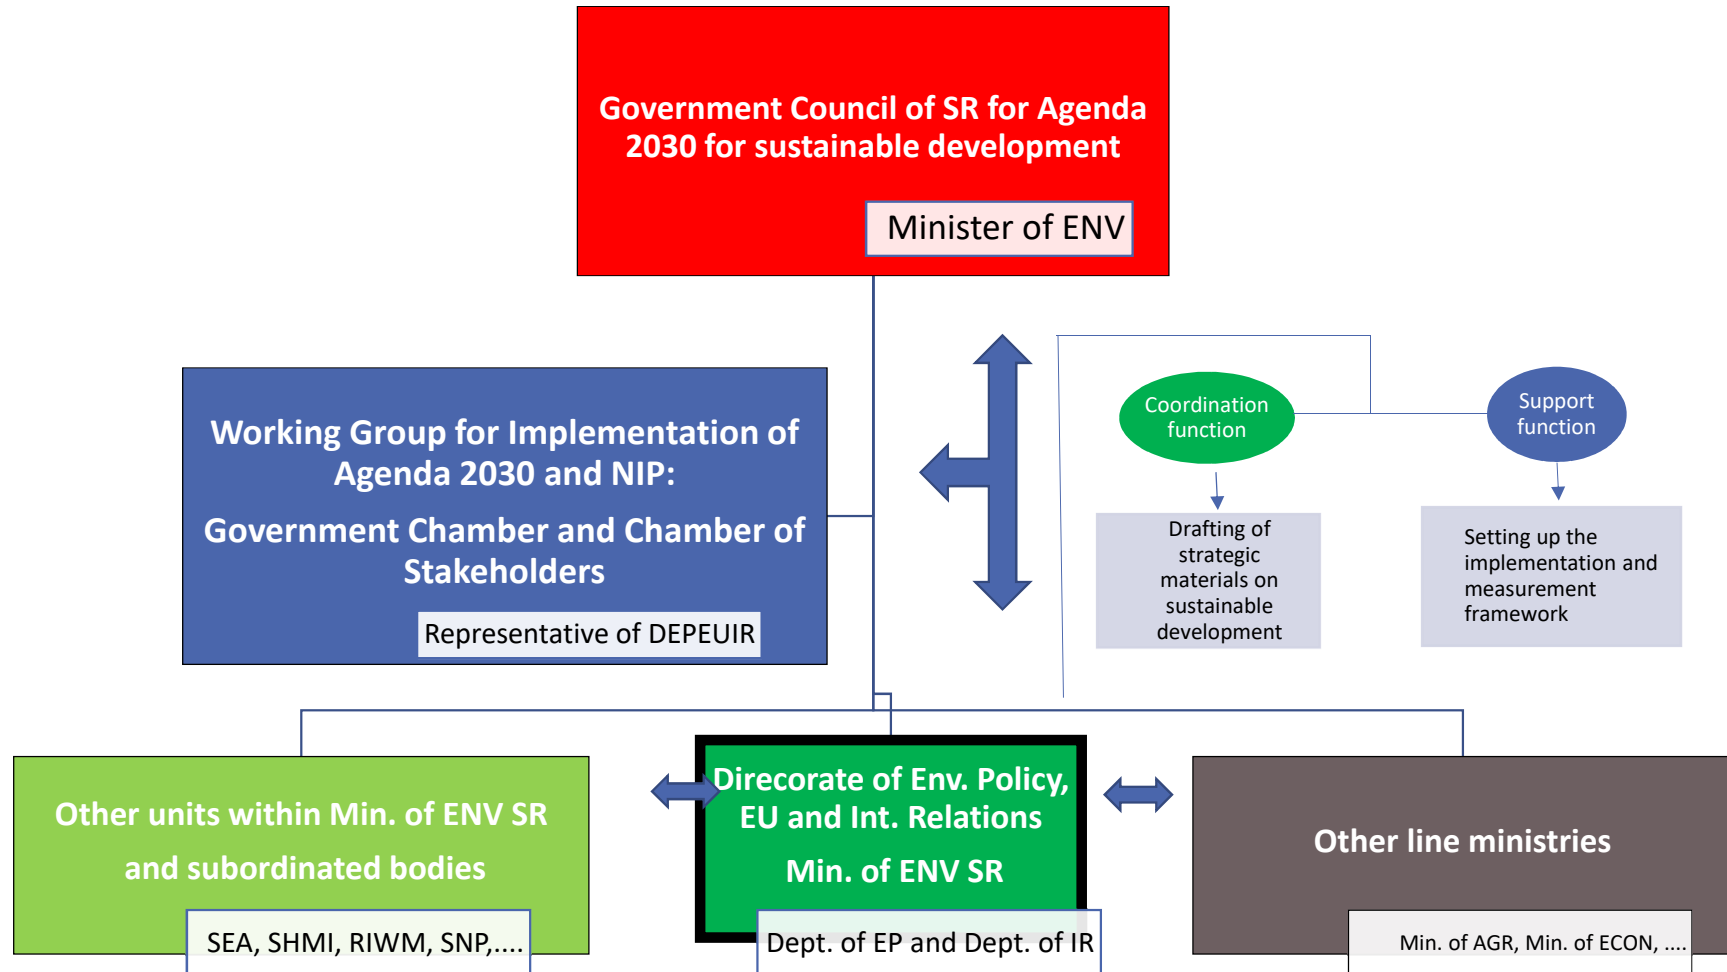 Government Council of SR for Agenda
2030 for sustainable development
Minister of ENV
Working Group for Implementation of
Agenda 2030 and NIP:
Government Chamber and Chamber of
Stakeholders
Representative of DEPEUIR
Coordination
function
Support
function
Drafting of
strategic
materials on
sustainable
development
Setting up the
implementation and
measurement
framework
Other units within Min. of ENV SR
and subordinated bodies
SEA, SHMI, RIWM, SNP,....
Direcorate of Env. Policy,
EU and Int. Relations
Min. of ENV SR
Dept. of EP and Dept. of IR
Other line ministries
Min. of AGR, Min. of ECON, ....